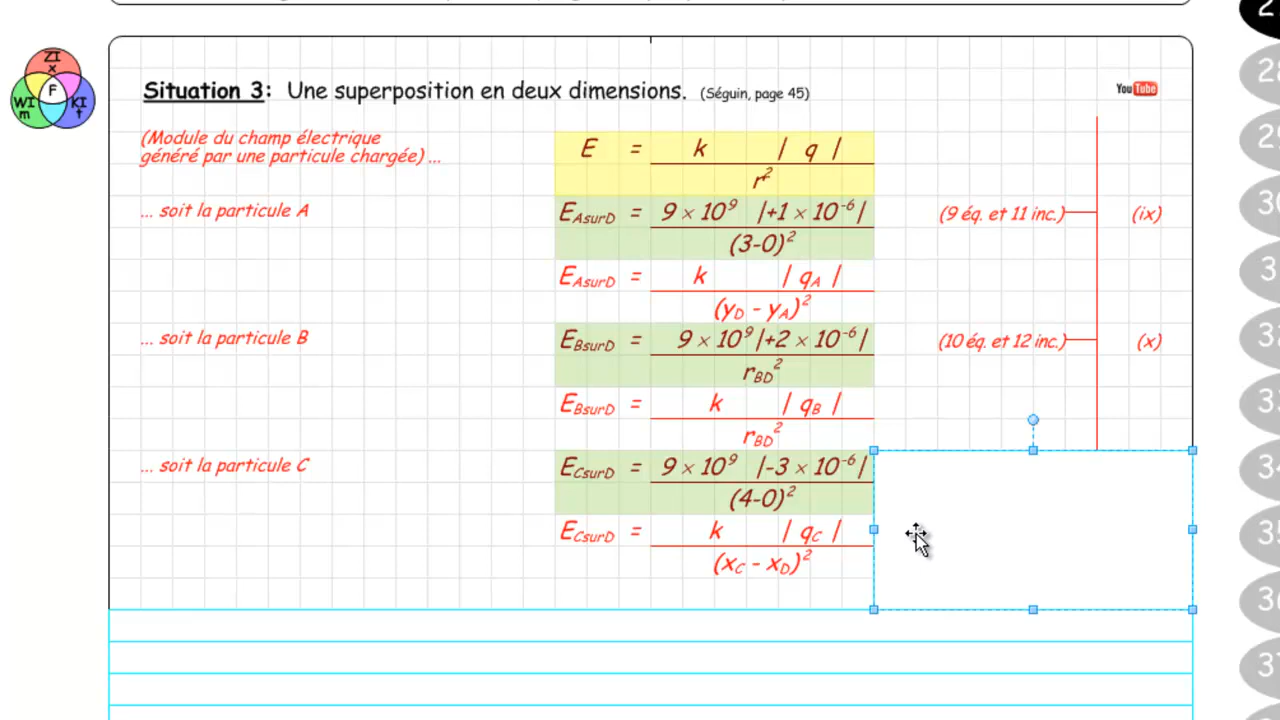 Situation 3: Une superposition en deux dimensions. (Séguin, page 45)
YouTube
ZI
x
F
WI
m
KI
t
(Module du champ électrique
généré par une particule chargée) ...
E = k | q |
r²
... soit la particule A
E_AsurD = 9 × 10⁹ |+1 × 10⁻⁶|
(3-0)²
(9 éq. et 11 inc.)
(ix)
E_AsurD = k | q_A |
(y_D - y_A)²
... soit la particule B
E_BsurD = 9 × 10⁹ |+2 × 10⁻⁶|
r_BD²
(10 éq. et 12 inc.)
(x)
E_BsurD = k | q_B |
r_BD²
... soit la particule C
E_CsurD = 9 × 10⁹ |-3 × 10⁻⁶|
(4-0)²
E_CsurD = k | q_C |
(x_C - x_D)²